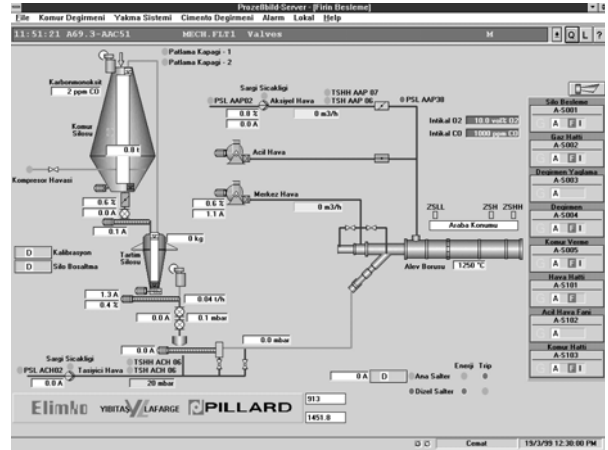 Prozeßbild-Server - [Firin Besleme]
File Komur Degirmeni Yakma Sistemi Cimento Degirmeni Alarm Lokal Help
11:51:21 A69.3-AAC51 MECH.FLT1 Valves M Q L ?
Patlama Kapagi - 1
Patlama Kapagi - 2
Karbonmonoksit
2 ppm CO
Komur
Silosu
0.0 t
Kompresor Havasi
0.6 %
0.0 A
0.1 A
Sargi Sicakligi
PSL AAP02 Aksiyel Hava
TSHH AAP 07
TSH AAP 06
PSL AAP38
0.0 %
0.0 A
0 m3/h
Intikal O2 10.0 vol% O2
Intikal CO 1000 ppm CO
Acil Hava
Merkez Hava
0.6 %
1.1 A
0 m3/h
ZSLL ZSH ZSHH
Araba Konumu
Alev Borusu 1250 °C
0 kg
Tartim
Silosu
D Kalibrasyon
D Silo Bosaltma
1.3 A
0.4 %
0.04 t/h
0.0 A
0.1 mbar
0.0 A
0.0 mbar
Sargi Sicakligi
PSL ACH02 Tasiyici Hava
TSHH ACH 06
TSH ACH 06
0.0 A
20 mbar
0 A D
Enerji Trip
Ana Salter
Dizel Salter
Silo Besleme
A-S001
A I
Gaz Hatti
A-S002
A F I
Degirmen Yaglama
A-S003
A
Degirmen
A-S004
A F I
Komur Verme
A-S005
A F I
Hava Hatti
A-S101
A F
Acil Hava Fani
A-S102
A
Komur Hatti
A-S103
A F I
Elimko YIBITAŞ LAFARGE PILLARD
913
1451.8
Cemat 19/3/99 12:30:00 PM